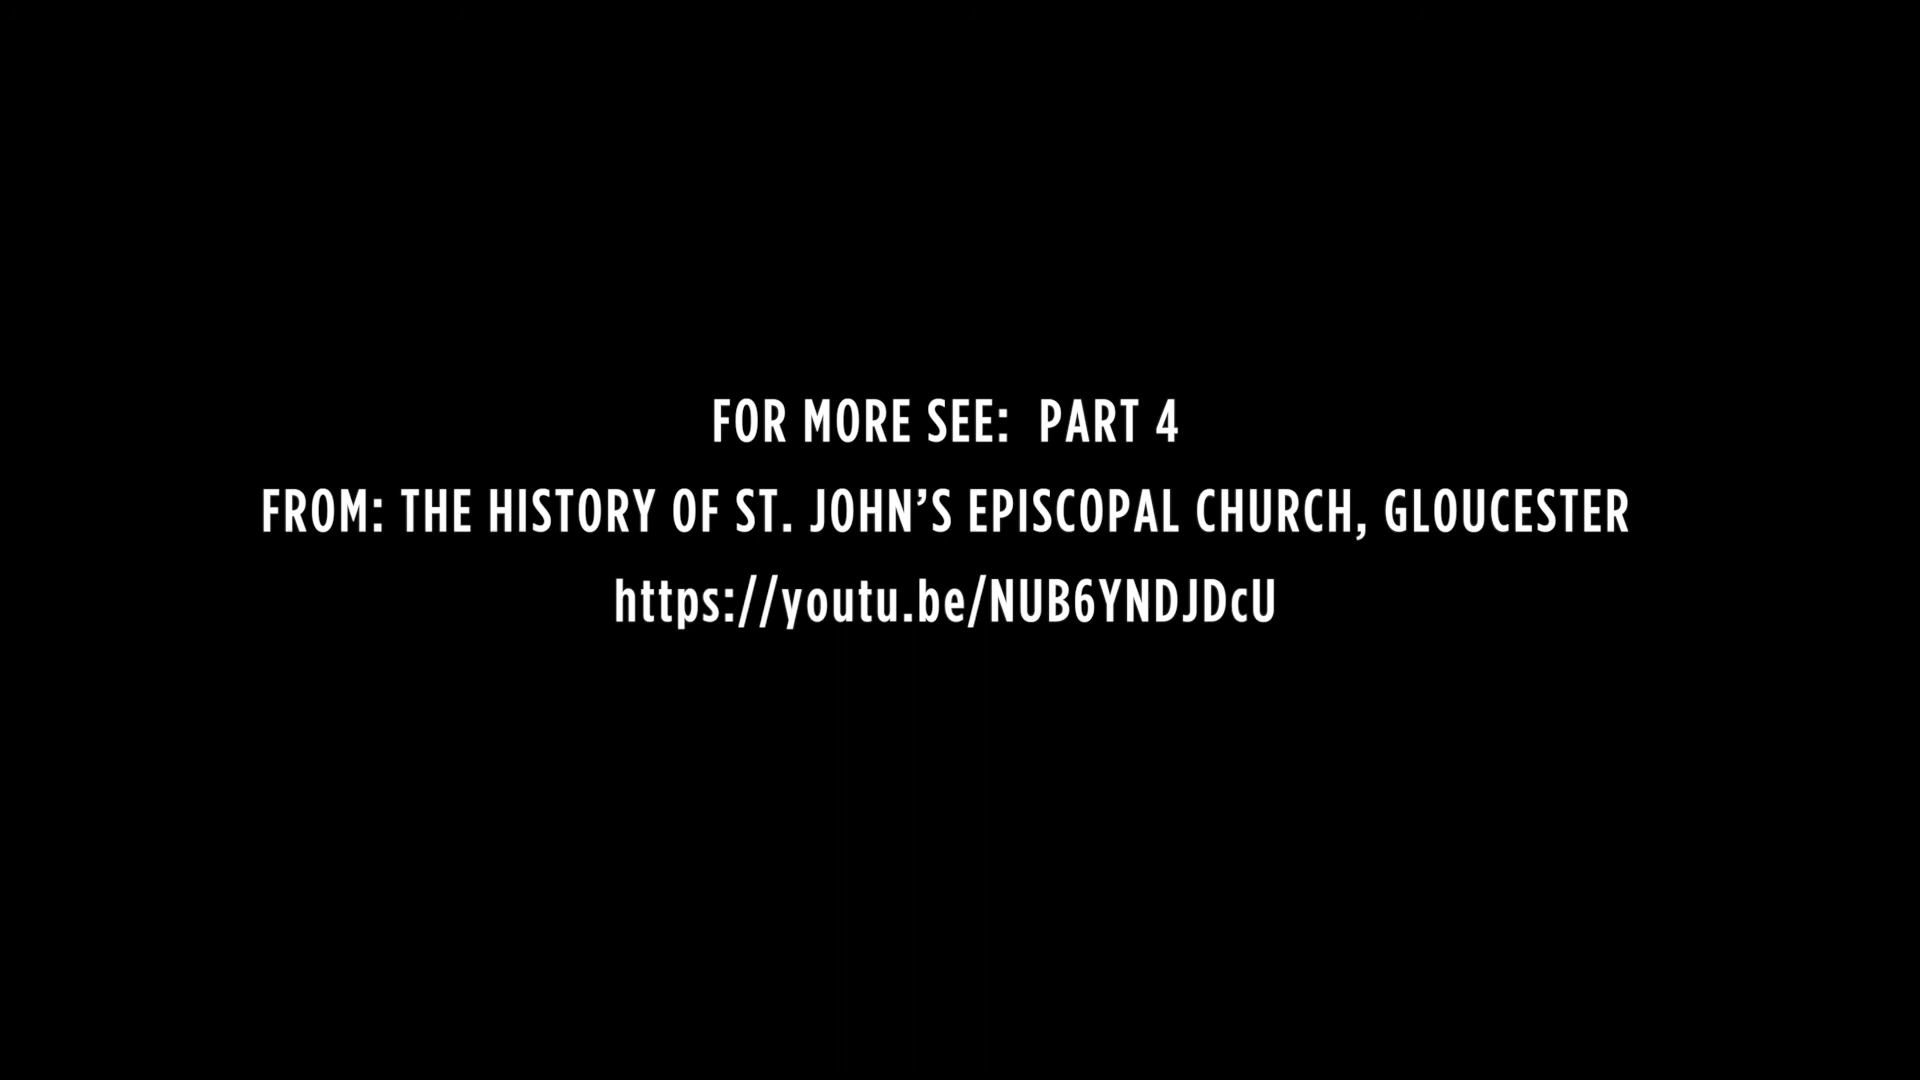 FOR MORE SEE:  PART 4
FROM: THE HISTORY OF ST. JOHN’S EPISCOPAL CHURCH, GLOUCESTER
https://youtu.be/NUB6YNDJDcU